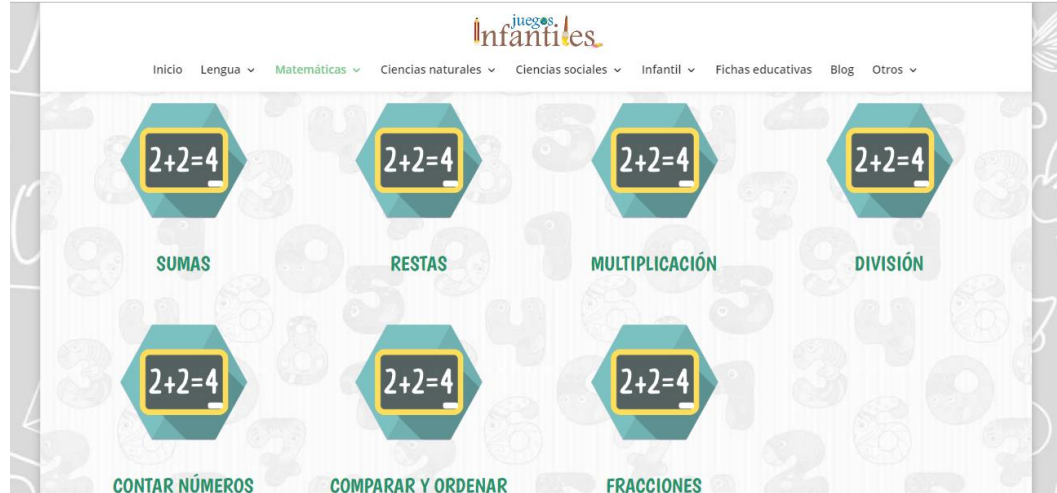 juegos
Infantiles
Inicio Lengua Matemáticas Ciencias naturales Ciencias sociales Infantil Fichas educativas Blog Otros
2+2=4 2+2=4 2+2=4 2+2=4
SUMAS RESTAS MULTIPLICACIÓN DIVISIÓN
2+2=4 2+2=4 2+2=4
CONTAR NÚMEROS COMPARAR Y ORDENAR FRACCIONES